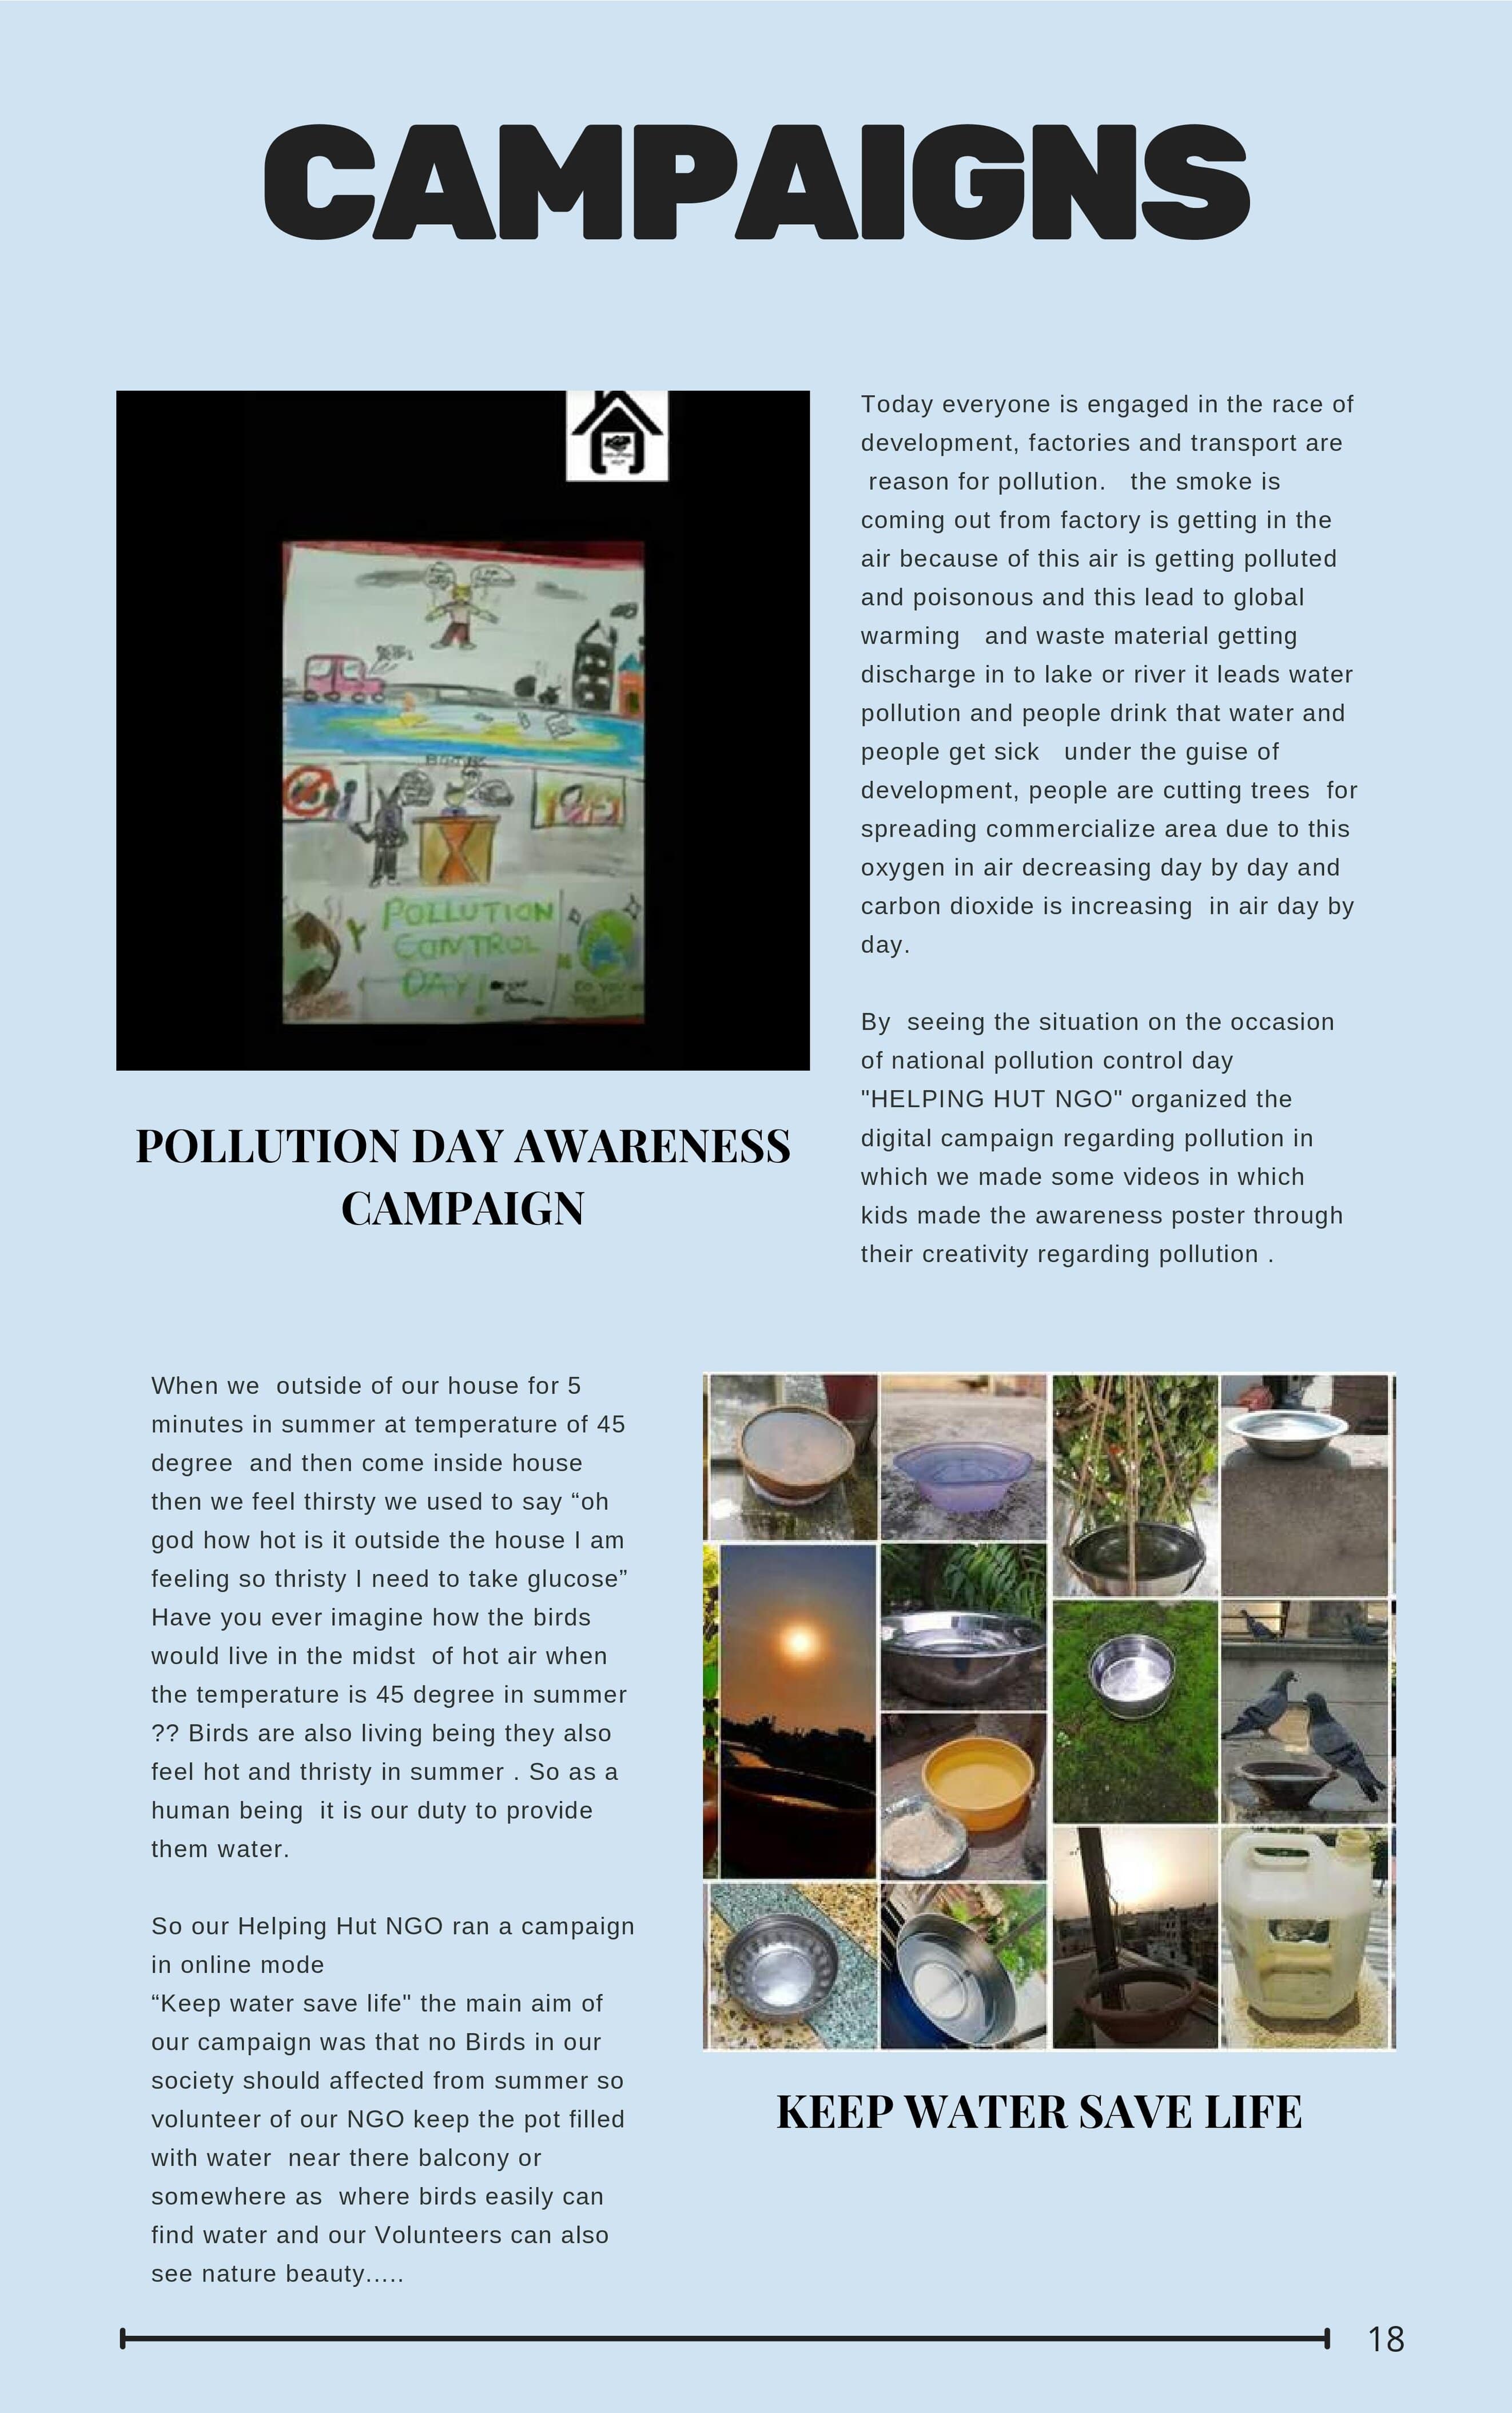 CAMPAIGNS
POLLUTION
CONTROL
DAY!
POLLUTION DAY AWARENESS
CAMPAIGN
Today everyone is engaged in the race of
development, factories and transport are
reason for pollution.   the smoke is
coming out from factory is getting in the
air because of this air is getting polluted
and poisonous and this lead to global
warming   and waste material getting
discharge in to lake or river it leads water
pollution and people drink that water and
people get sick   under the guise of
development, people are cutting trees  for
spreading commercialize area due to this
oxygen in air decreasing day by day and
carbon dioxide is increasing  in air day by
day.
By  seeing the situation on the occasion
of national pollution control day
"HELPING HUT NGO" organized the
digital campaign regarding pollution in
which we made some videos in which
kids made the awareness poster through
their creativity regarding pollution .
When we  outside of our house for 5
minutes in summer at temperature of 45
degree  and then come inside house
then we feel thirsty we used to say “oh
god how hot is it outside the house I am
feeling so thristy I need to take glucose”
Have you ever imagine how the birds
would live in the midst  of hot air when
the temperature is 45 degree in summer
?? Birds are also living being they also
feel hot and thristy in summer . So as a
human being  it is our duty to provide
them water.
So our Helping Hut NGO ran a campaign
in online mode
“Keep water save life" the main aim of
our campaign was that no Birds in our
society should affected from summer so
volunteer of our NGO keep the pot filled
with water  near there balcony or
somewhere as  where birds easily can
find water and our Volunteers can also
see nature beauty.....
KEEP WATER SAVE LIFE
18